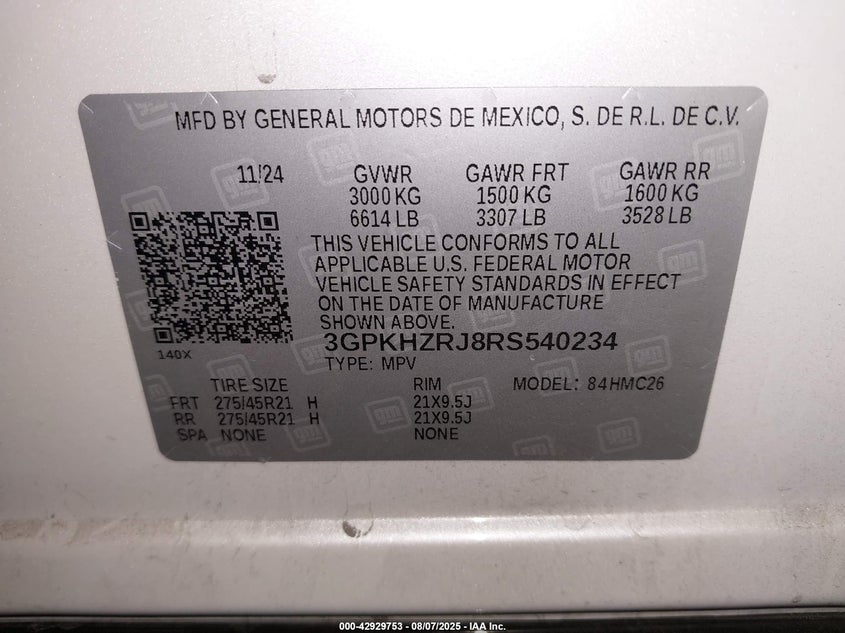 MFD BY GENERAL MOTORS DE MEXICO, S. DE R.L. DE C.V.
11/24 GVWR GAWR FRT GAWR RR
3000 KG 1500 KG 1600 KG
6614 LB 3307 LB 3528 LB
THIS VEHICLE CONFORMS TO ALL
APPLICABLE U.S. FEDERAL MOTOR
VEHICLE SAFETY STANDARDS IN EFFECT
ON THE DATE OF MANUFACTURE
SHOWN ABOVE.
3GPKHZRJ8RS540234
140X
TYPE: MPV
TIRE SIZE RIM MODEL: 84HMC26
FRT 275/45R21 H 21X9.5J
RR 275/45R21 H 21X9.5J
SPA NONE NONE
000-42929753 - 08/07/2025 - IAA Inc.